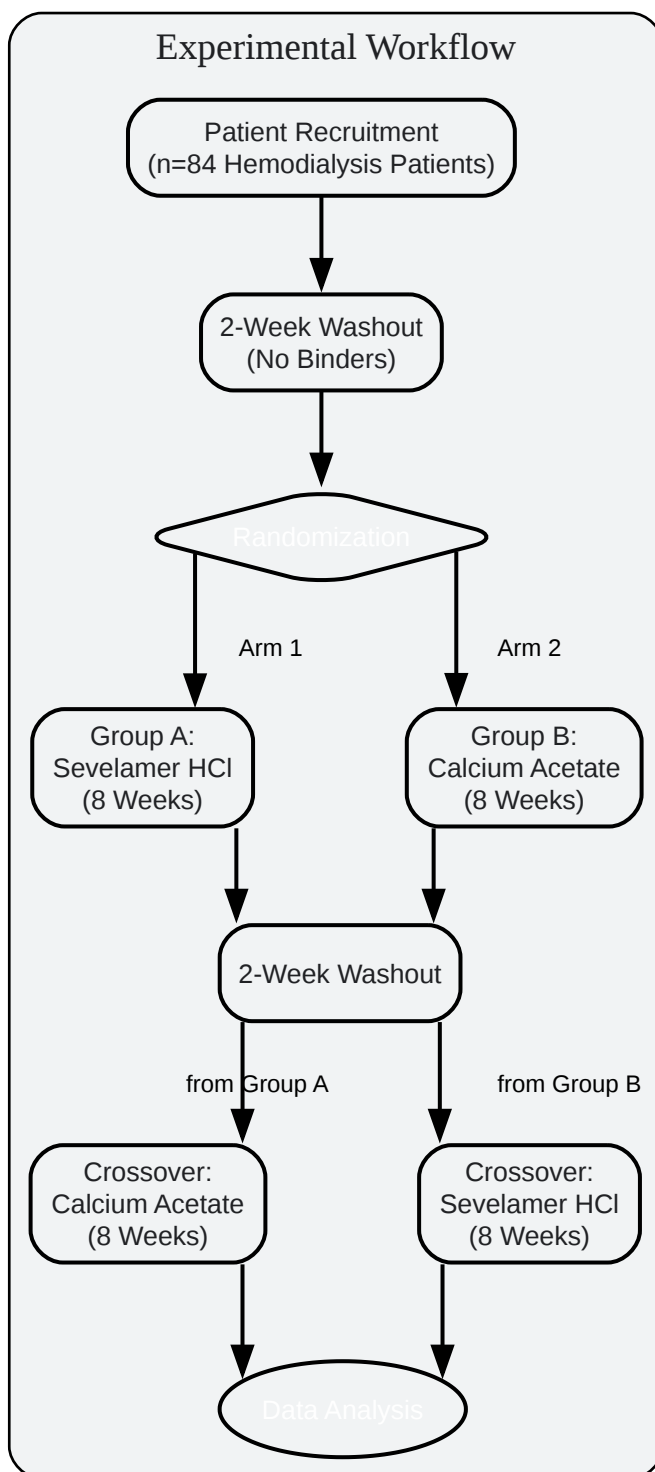 Experimental Workflow
Patient Recruitment
(n=84 Hemodialysis Patients)
2-Week Washout
(No Binders)
Randomization
Arm 1
Arm 2
Group A:
Sevelamer HCl
(8 Weeks)
Group B:
Calcium Acetate
(8 Weeks)
2-Week Washout
from Group A
from Group B
Crossover:
Calcium Acetate
(8 Weeks)
Crossover:
Sevelamer HCl
(8 Weeks)
Data Analysis